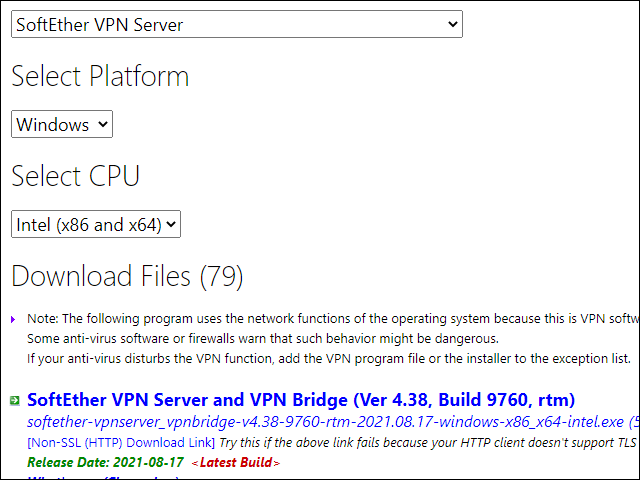 SoftEther VPN Server
Select Platform
Windows
Select CPU
Intel (x86 and x64)
Download Files (79)
Note: The following program uses the network functions of the operating system because this is VPN softw
Some anti-virus software or firewalls warn that such behavior might be dangerous.
If your anti-virus disturbs the VPN function, add the VPN program file or the installer to the exception list.
SoftEther VPN Server and VPN Bridge (Ver 4.38, Build 9760, rtm)
softether-vpnserver_vpnbridge-v4.38-9760-rtm-2021.08.17-windows-x86_x64-intel.exe (5
[Non-SSL (HTTP) Download Link] Try this if the above link fails because your HTTP client doesn't support TLS
Release Date: 2021-08-17 <Latest Build>